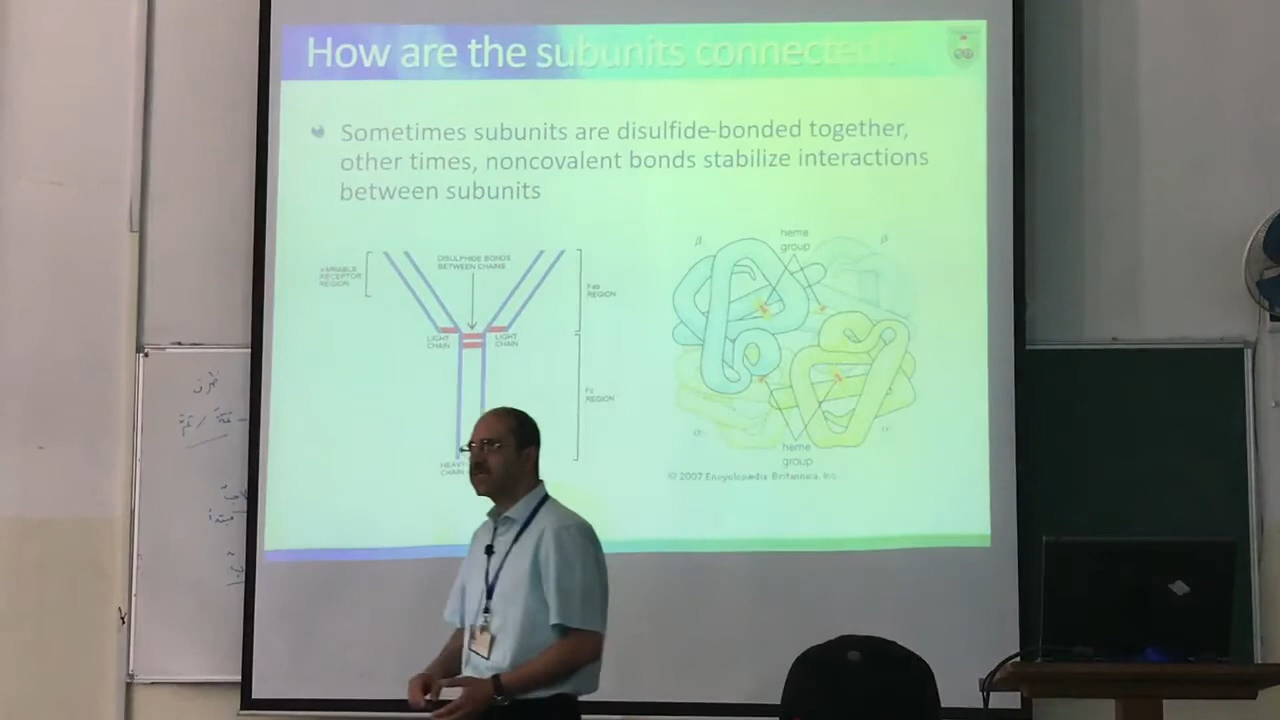 How are the subunits connected?
Sometimes subunits are disulfide-bonded together,
other times, noncovalent bonds stabilize interactions
between subunits
VARIABLE
RECEPTOR
REGION
DISULPHIDE BONDS
BETWEEN CHAINS
Fab
REGION
LIGHT
CHAIN
LIGHT
CHAIN
Fc
REGION
HEAVY
CHAIN
β
heme
group
β
α
heme
group
α
© 2007 Encyclopædia Britannica, Inc.